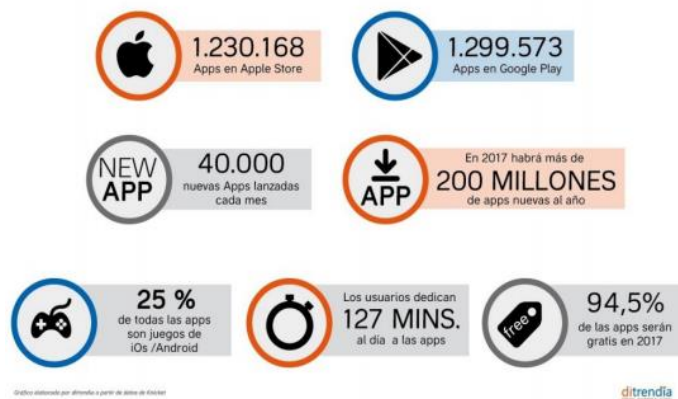 1.230.168
Apps en Apple Store
1.299.573
Apps en Google Play
NEW
APP
40.000
nuevas Apps lanzadas
cada mes
APP
En 2017 habrá más de
200 MILLONES
de apps nuevas al año
25 %
de todas las apps
son juegos de
iOs /Android
Los usuarios dedican
127 MINS.
al día a las apps
free
94,5%
de las apps serán
gratis en 2017
Gráfico elaborado por ditrendia a partir de datos de
ditrendía